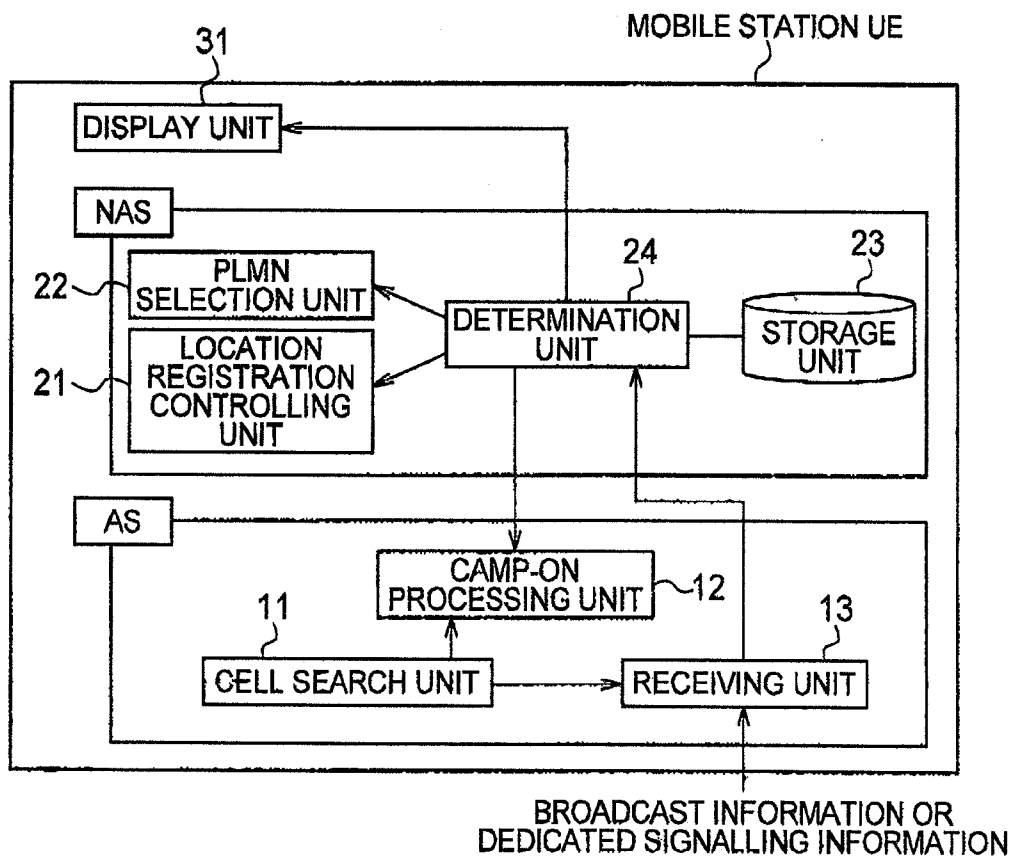 MOBILE STATION UE
31
DISPLAY UNIT
NAS
22
PLMN
SELECTION UNIT
24
DETERMINATION
UNIT
23
STORAGE
UNIT
21
LOCATION
REGISTRATION
CONTROLLING
UNIT
AS
CAMP-ON
PROCESSING UNIT
12
11
CELL SEARCH UNIT
13
RECEIVING UNIT
BROADCAST INFORMATION OR
DEDICATED SIGNALLING INFORMATION